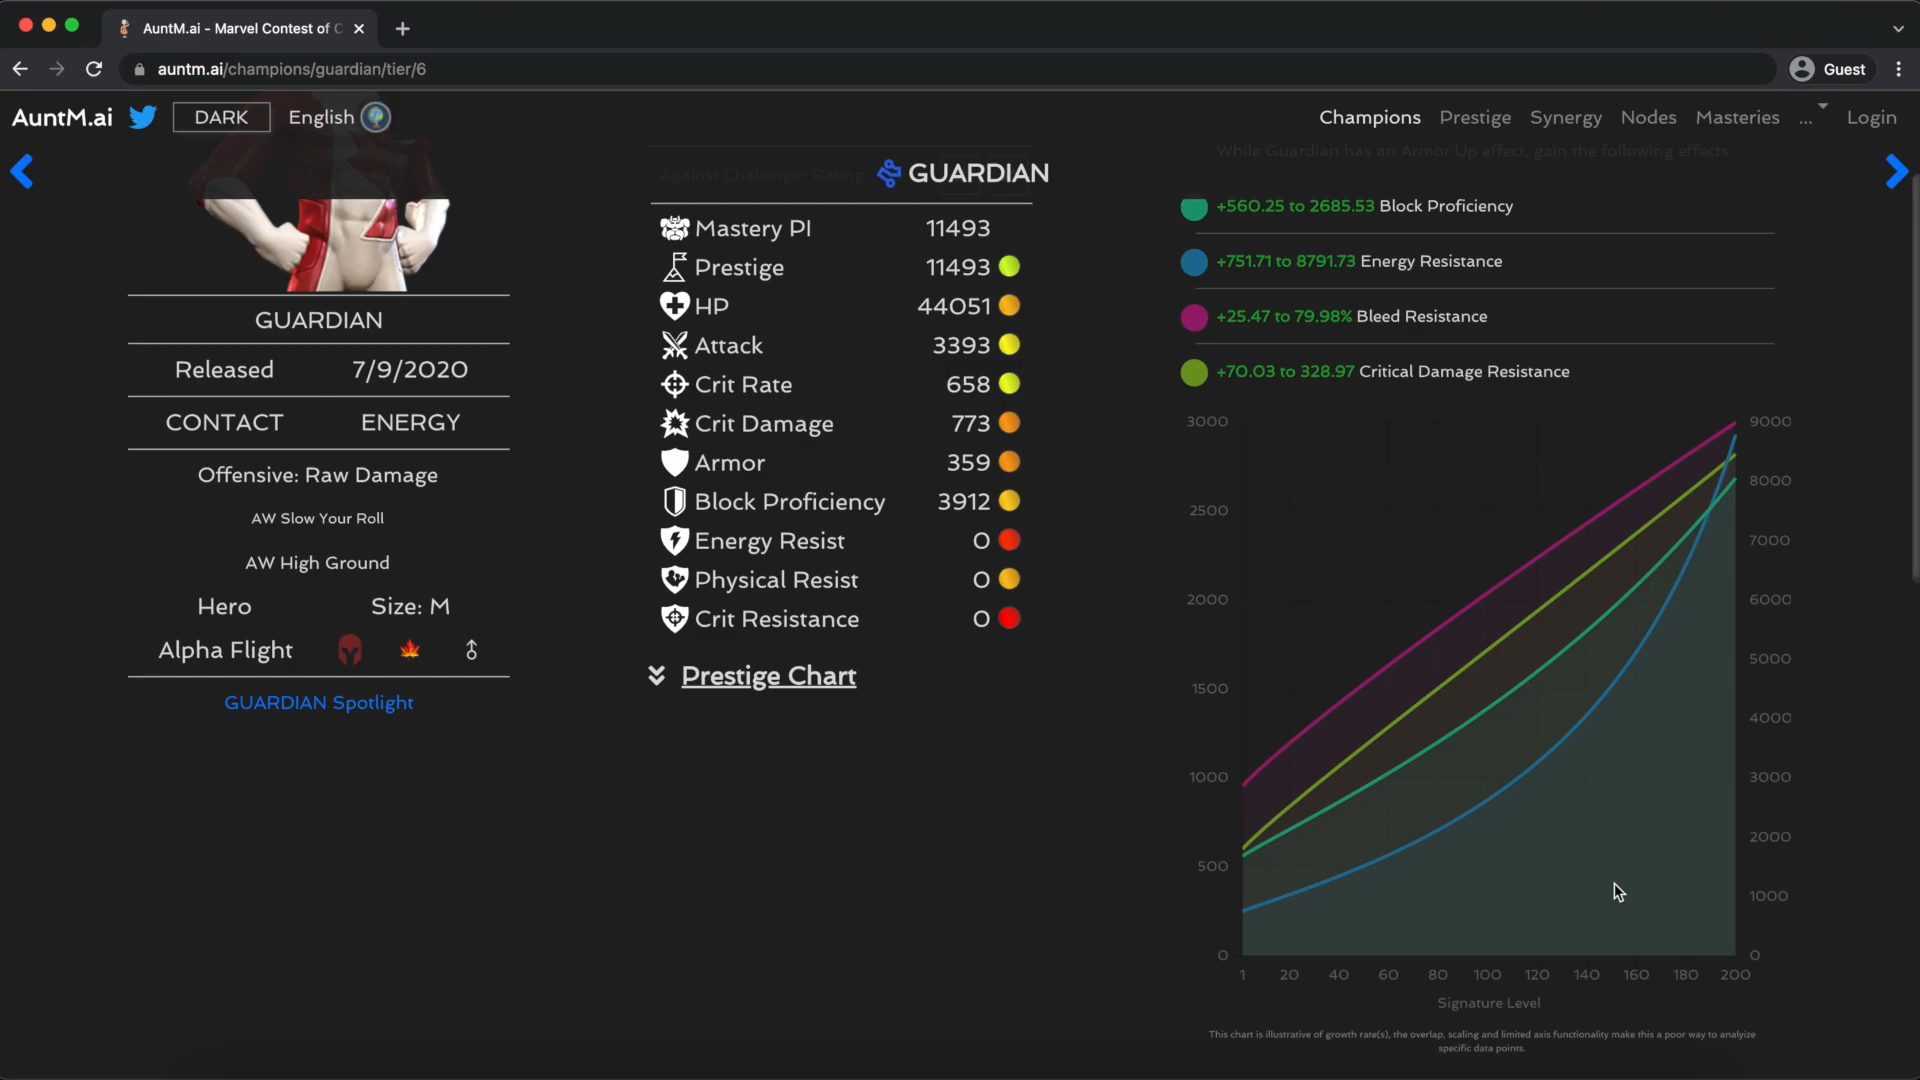 AuntM.ai - Marvel Contest of C
auntm.ai/champions/guardian/tier/6
Guest
AuntM.ai
DARK
English
Champions
Prestige
Synergy
Nodes
Masteries
...
Login
GUARDIAN
Released 7/9/2020
CONTACT ENERGY
Offensive: Raw Damage
AW Slow Your Roll
AW High Ground
Hero Size: M
Alpha Flight
GUARDIAN Spotlight
Against Challenger Rating
GUARDIAN
Mastery PI 11493
Prestige 11493
HP 44051
Attack 3393
Crit Rate 658
Crit Damage 773
Armor 359
Block Proficiency 3912
Energy Resist 0
Physical Resist 0
Crit Resistance 0
Prestige Chart
While Guardian has an Armor Up effect, gain the following effects:
+560.25 to 2685.53 Block Proficiency
+751.71 to 8791.73 Energy Resistance
+25.47 to 79.98% Bleed Resistance
+70.03 to 328.97 Critical Damage Resistance
3000
2500
2000
1500
1000
500
0
9000
8000
7000
6000
5000
4000
3000
2000
1000
0
1 20 40 60 80 100 120 140 160 180 200
Signature Level
This chart is illustrative of growth rate(s), the overlap, scaling and limited axis functionality make this a poor way to analyize
specific data points.